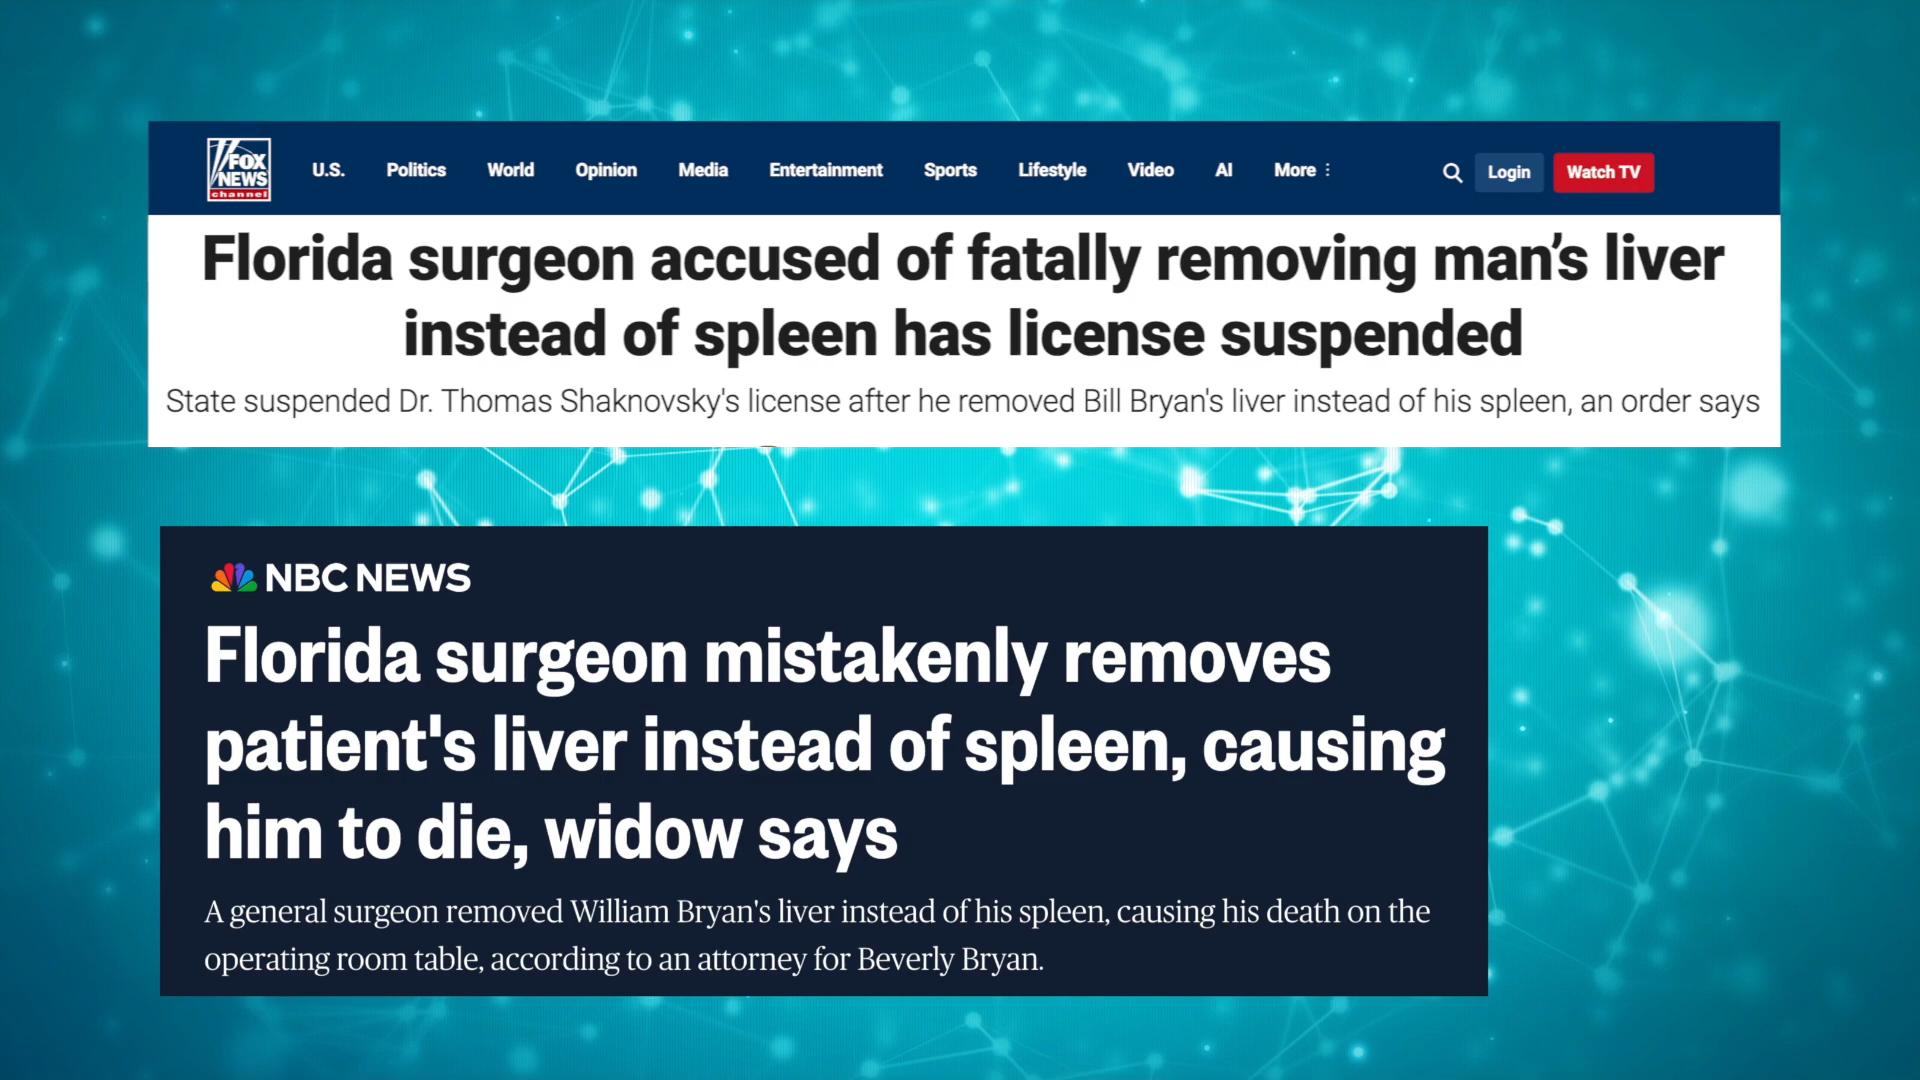 FOX
NEWS
channel
U.S. Politics World Opinion Media Entertainment Sports Lifestyle Video AI More Login Watch TV
Florida surgeon accused of fatally removing man’s liver
instead of spleen has license suspended
State suspended Dr. Thomas Shaknovsky's license after he removed Bill Bryan's liver instead of his spleen, an order says
NBC NEWS
Florida surgeon mistakenly removes
patient's liver instead of spleen, causing
him to die, widow says
A general surgeon removed William Bryan's liver instead of his spleen, causing his death on the
operating room table, according to an attorney for Beverly Bryan.